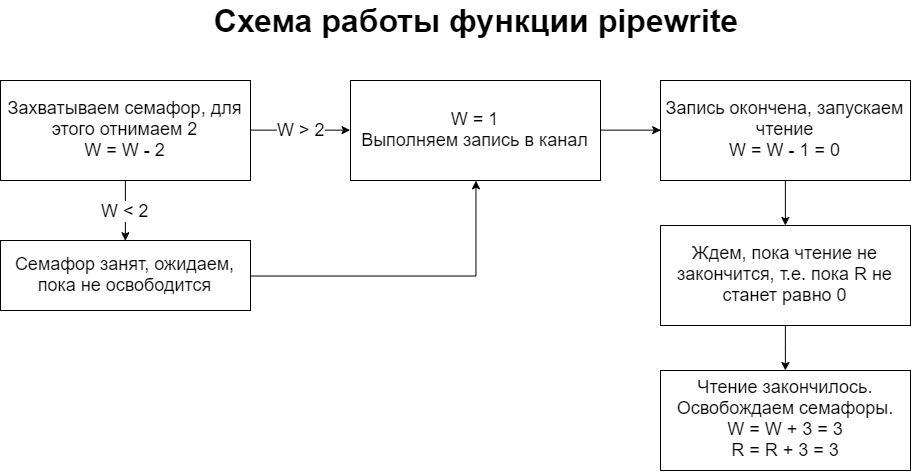 Схема работы функции pipewrite
Захватываем семафор, для
этого отнимаем 2
W = W - 2
W > 2
W = 1
Выполняем запись в канал
Запись окончена, запускаем
чтение
W = W - 1 = 0
W < 2
Семафор занят, ожидаем,
пока не освободится
Ждем, пока чтение не
закончится, т.е. пока R не
станет равно 0
Чтение закончилось.
Освобождаем семафоры.
W = W + 3 = 3
R = R + 3 = 3